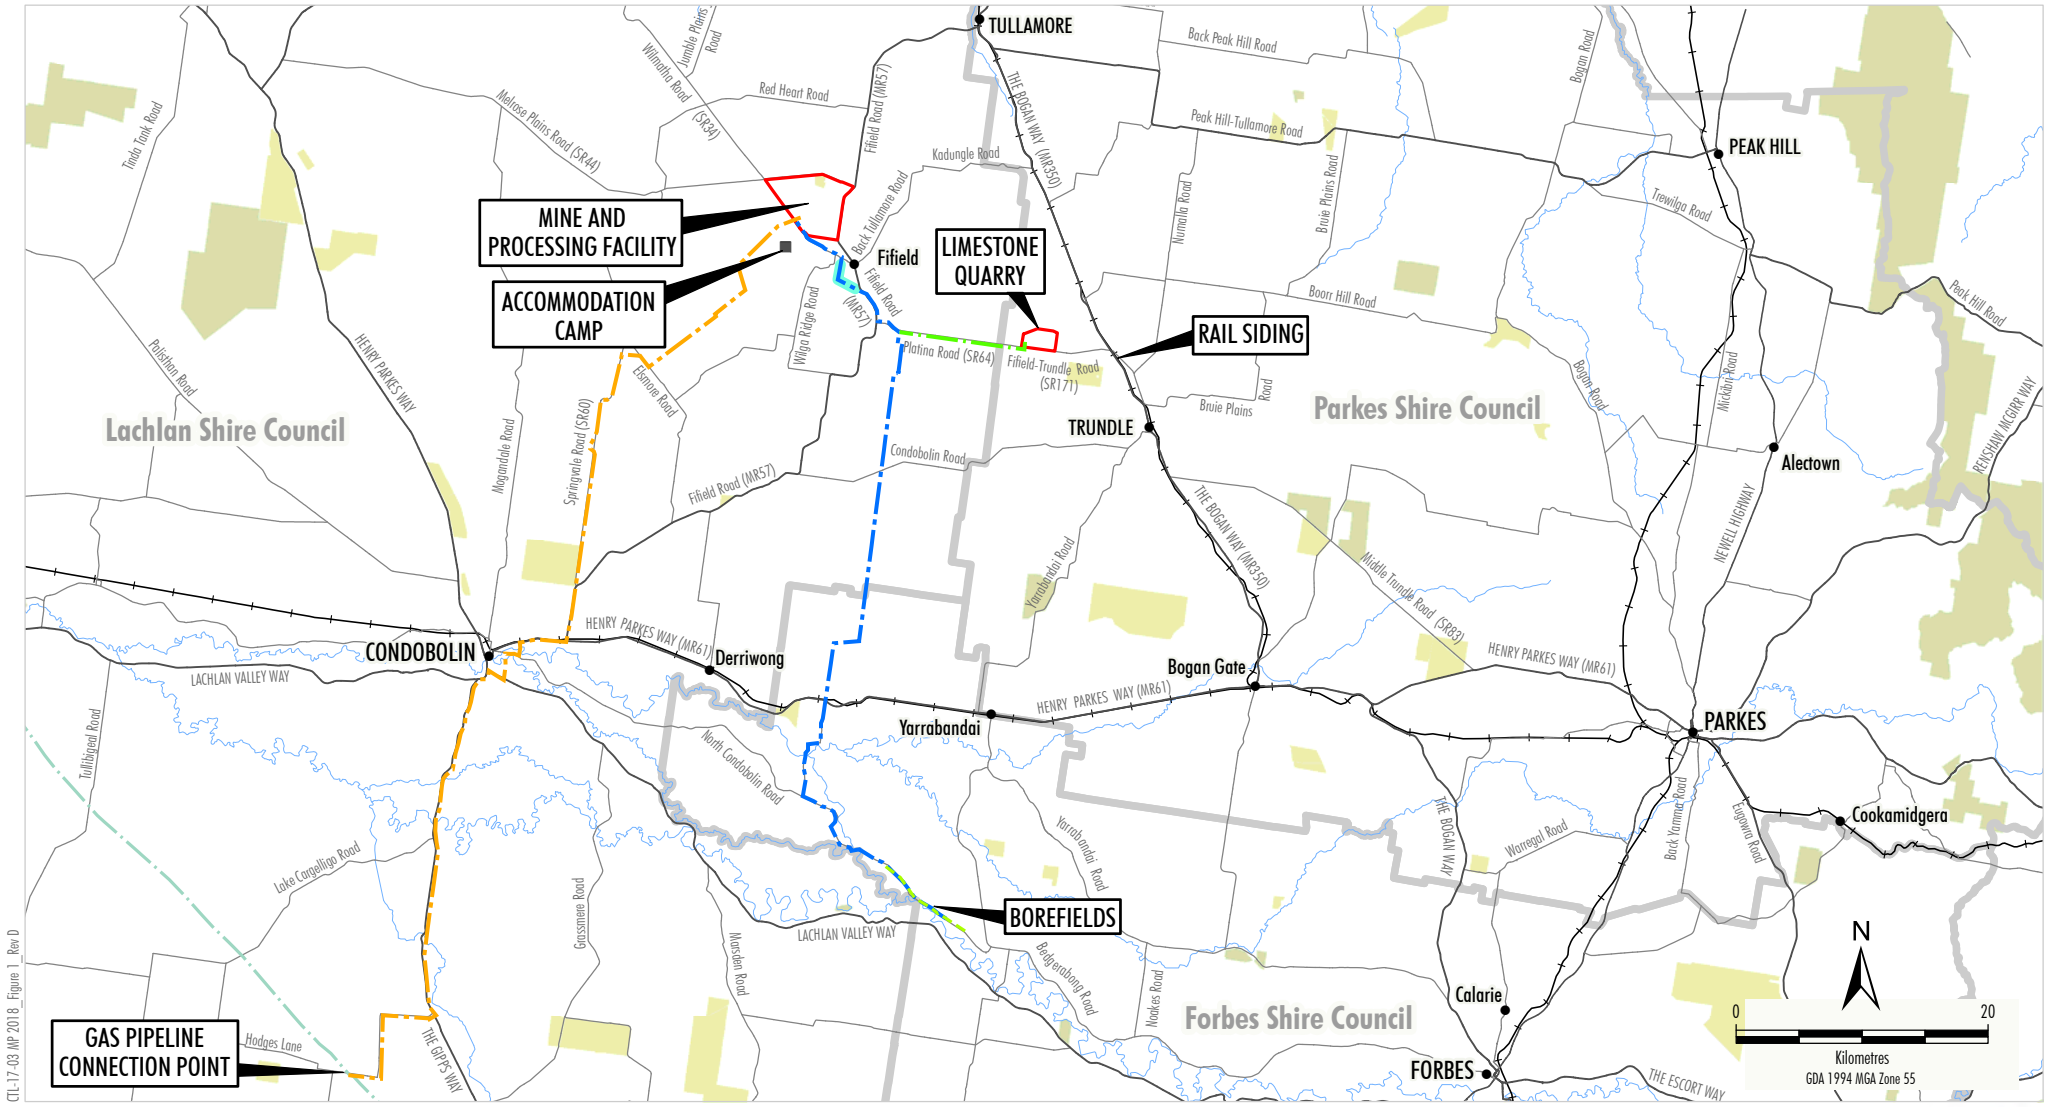 TULLAMORE
Jumble Plains
Road
Wilmatha Road
(SR34)
Back Peak Hill Road
Bogan Road
Red Heart Road
Fifield Road (MR57)
THE BOGAN WAY (MR350)
Melrose Plains Road (SR44)
Tinda Tank Road
Peak Hill-Tullamore Road
PEAK HILL
Kadungle Road
Back Tullamore Road
Numalla Road
Bruie Plains Road
Trewilga Road
MINE AND
PROCESSING FACILITY
Fifield
LIMESTONE
QUARRY
ACCOMMODATION
CAMP
Fifield Road
(MR57)
Wilga Ridge Road
Boorr Hill Road
Peak Hill Road
RAIL SIDING
Platina Road (SR64)
Fifield-Trundle Road
(SR171)
HENRY PARKES WAY
Palisthan Road
Elsmore Road
Bogan Road
Mickibri Road
Bruie Plains
Road
Lachlan Shire Council
Parkes Shire Council
RENSHAW MCGIRR WAY
TRUNDLE
Mogandale Road
Springvale Road (SR60)
Condobolin Road
Fifield Road (MR57)
Alectown
THE BOGAN WAY (MR350)
NEWELL HIGHWAY
Yarrabandai Road
Middle Trundle Road (SR83)
HENRY PARKES WAY (MR61)
CONDOBOLIN
Derriwong
Bogan Gate
HENRY PARKES WAY (MR61)
LACHLAN VALLEY WAY
HENRY PARKES WAY (MR61)
Yarrabandai
PARKES
Tullibigeal Road
North Condobolin Road
Yarrabandai Road
THE BOGAN WAY
Warregal Road
Back Yamma Road
Eugowra Road
Cookamidgera
Lake Cargelligo Road
Grassmere Road
BOREFIELDS
LACHLAN VALLEY WAY
Marsden Road
Bedgerabong Road
Noakes Road
N
Calarie
Forbes Shire Council
0
20
Kilometres
GDA 1994 MGA Zone 55
GAS PIPELINE
CONNECTION POINT
Hodges Lane
THE GIPPS WAY
FORBES
THE ESCORT WAY
CTL-17-03 MP 2018_Figure 1_Rev D